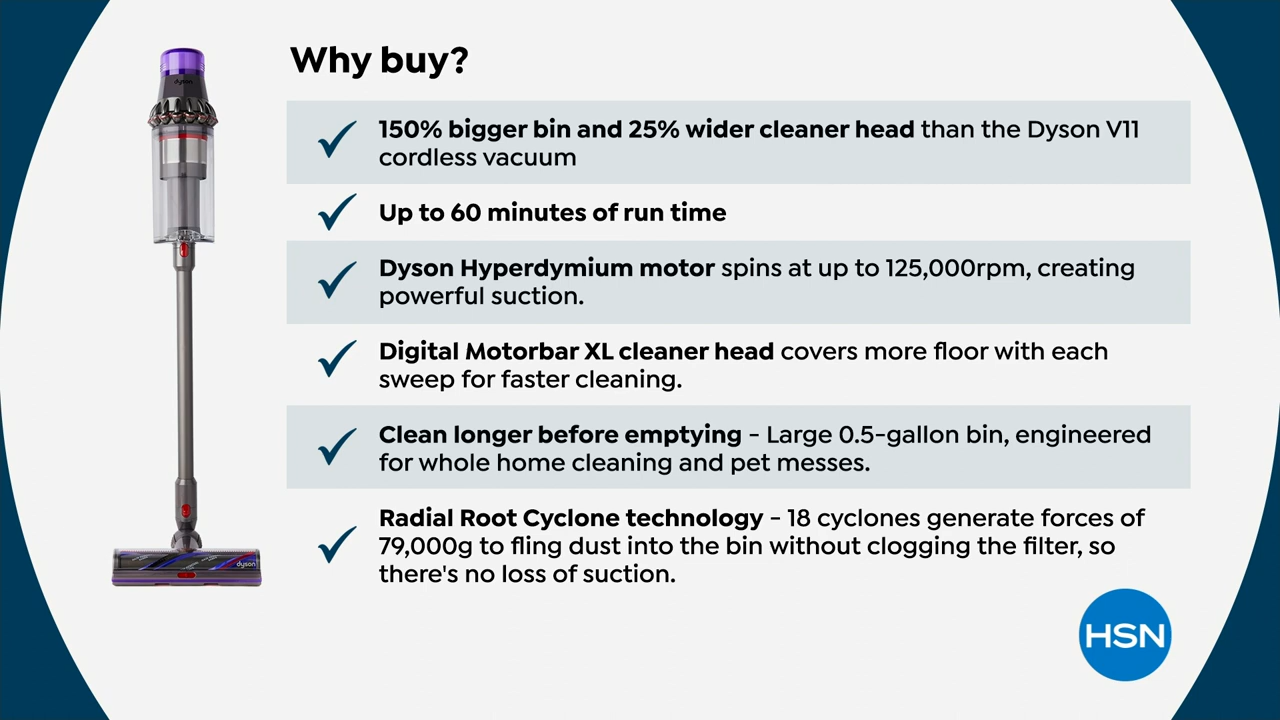 Why buy?
150% bigger bin and 25% wider cleaner head than the Dyson V11
cordless vacuum
Up to 60 minutes of run time
Dyson Hyperdymium motor spins at up to 125,000rpm, creating
powerful suction.
Digital Motorbar XL cleaner head covers more floor with each
sweep for faster cleaning.
Clean longer before emptying - Large 0.5-gallon bin, engineered
for whole home cleaning and pet messes.
Radial Root Cyclone technology - 18 cyclones generate forces of
79,000g to fling dust into the bin without clogging the filter, so
there's no loss of suction.
dyson
dyson
HSN